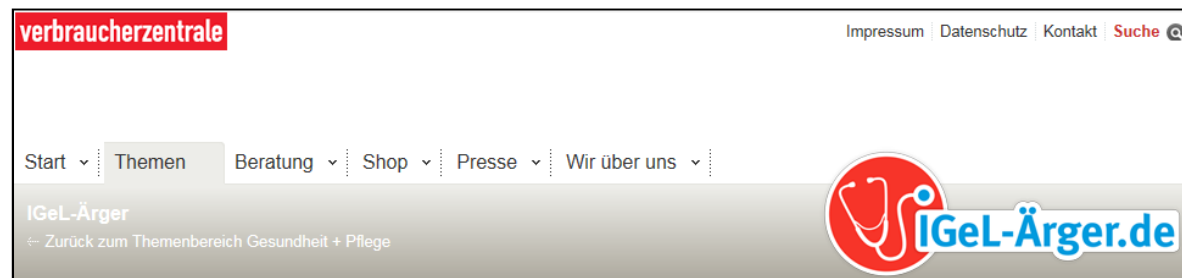 verbraucherzentrale
Impressum Datenschutz Kontakt Suche
Start Themen Beratung Shop Presse Wir über uns
IGeL-Ärger
← Zurück zum Themenbereich Gesundheit + Pflege
IGeL-Ärger.de